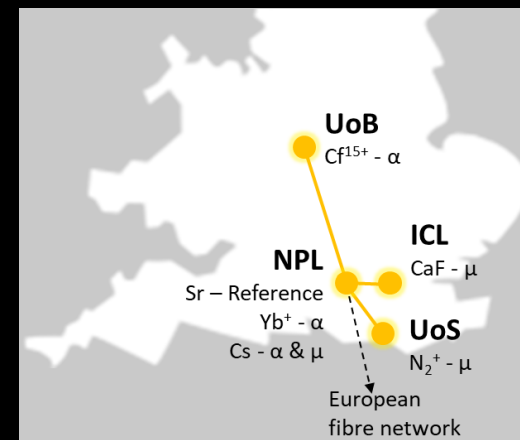 UoB
Cf¹⁵⁺ - α
ICL
CaF - μ
NPL
Sr – Reference
Yb⁺ - α
Cs - α & μ
UoS
N₂⁺ - μ
European
fibre network